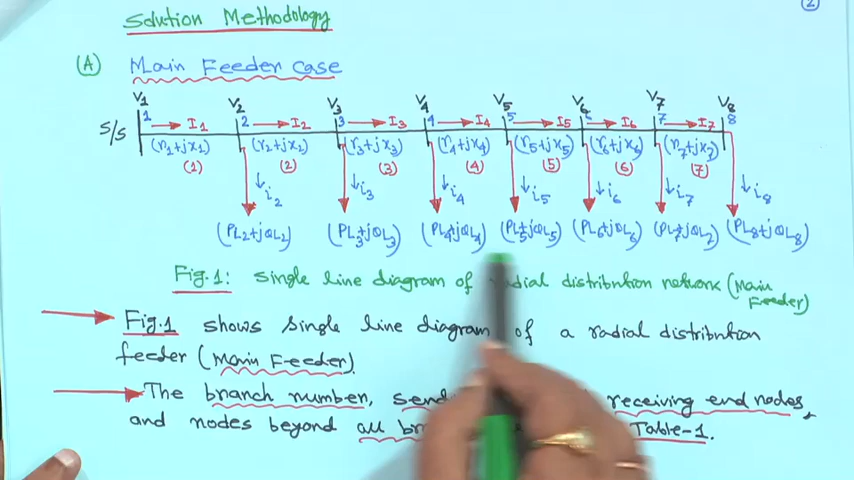 2
Solution Methodology
(A) Main Feeder case
V1 V2 V3 V4 V5 V6 V7 V8
S/S 1 I1 2 I2 3 I3 4 I4 5 I5 6 I6 7 I7 8
(r1+jx1) (r2+jx2) (r3+jx3) (r4+jx4) (r5+jx5) (r6+jx6) (r7+jx7)
(1) (2) (3) (4) (5) (6) (7)
i2 i3 i4 i5 i6 i7 i8
(PL2+jQL2) (PL3+jQL3) (PL4+jQL4) (PL5+jQL5) (PL6+jQL6) (PL7+jQL7) (PL8+jQL8)
Fig.1: Single line diagram of radial distribution network (Main
Feeder)
Fig.1 shows single line diagram of a radial distribution
feeder (Main Feeder).
The branch number, receiving end nodes,
and nodes beyond Table-1.